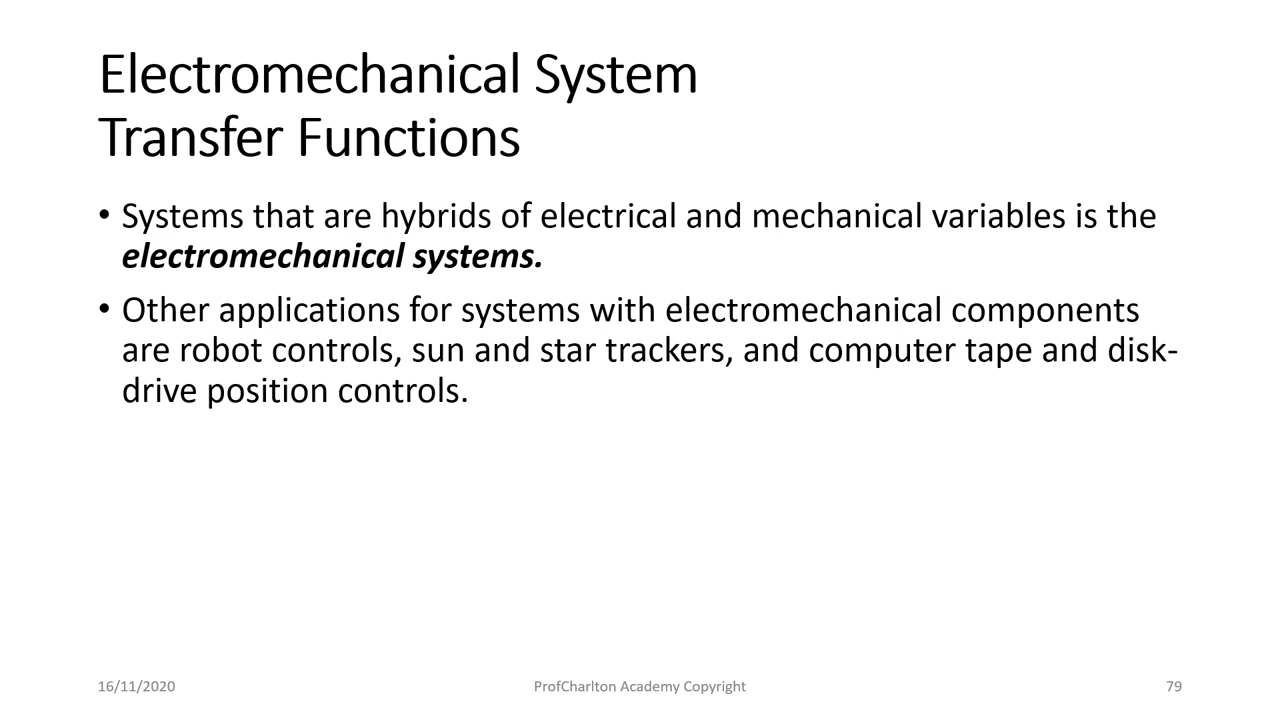 Electromechanical System
Transfer Functions
• Systems that are hybrids of electrical and mechanical variables is the
electromechanical systems.
• Other applications for systems with electromechanical components
are robot controls, sun and star trackers, and computer tape and disk-
drive position controls.
16/11/2020
ProfCharlton Academy Copyright
79